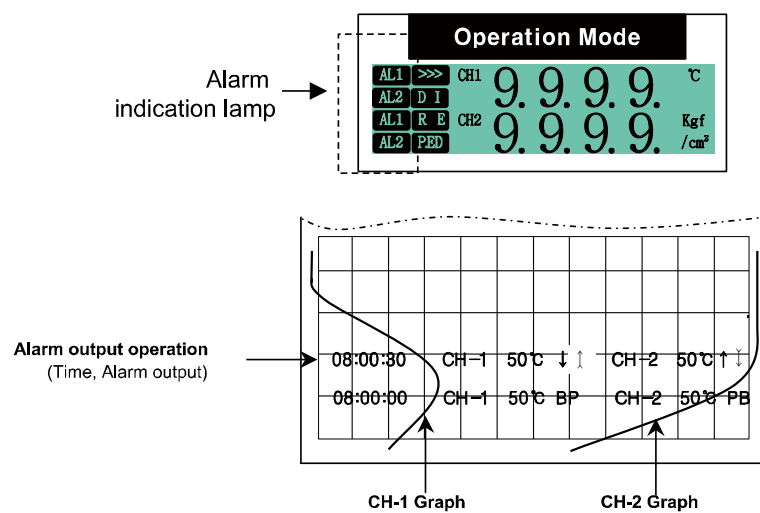 Operation Mode
AL1 >>> CH1 9.9.9.9. ℃
AL2 D I
AL1 R E CH2 9.9.9.9. Kgf
AL2 PED /cm²
Alarm
indication lamp
Alarm output operation
(Time, Alarm output)
08:00:30 CH-1 50℃ ↓ CH-2 50℃ ↑
08:00:00 CH-1 50℃ BP CH-2 50℃ PB
CH-1 Graph CH-2 Graph